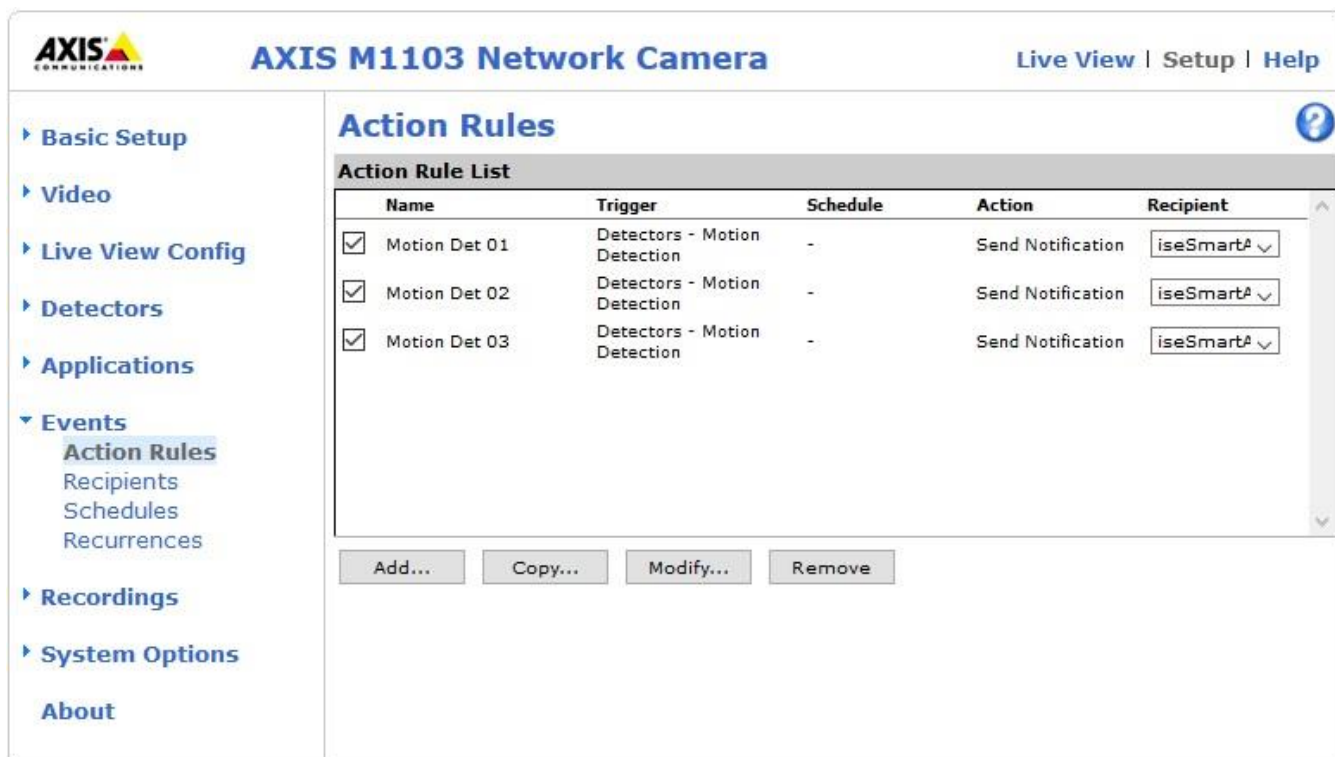 AXIS
COMMUNICATIONS
AXIS M1103 Network Camera
Live View | Setup | Help
Basic Setup
Video
Live View Config
Detectors
Applications
Events
Action Rules
Recipients
Schedules
Recurrences
Recordings
System Options
About
Action Rules
?
Action Rule List
Name Trigger Schedule Action Recipient
Motion Det 01 Detectors - Motion Detection - Send Notification iseSmartA
Motion Det 02 Detectors - Motion Detection - Send Notification iseSmartA
Motion Det 03 Detectors - Motion Detection - Send Notification iseSmartA
Add... Copy... Modify... Remove